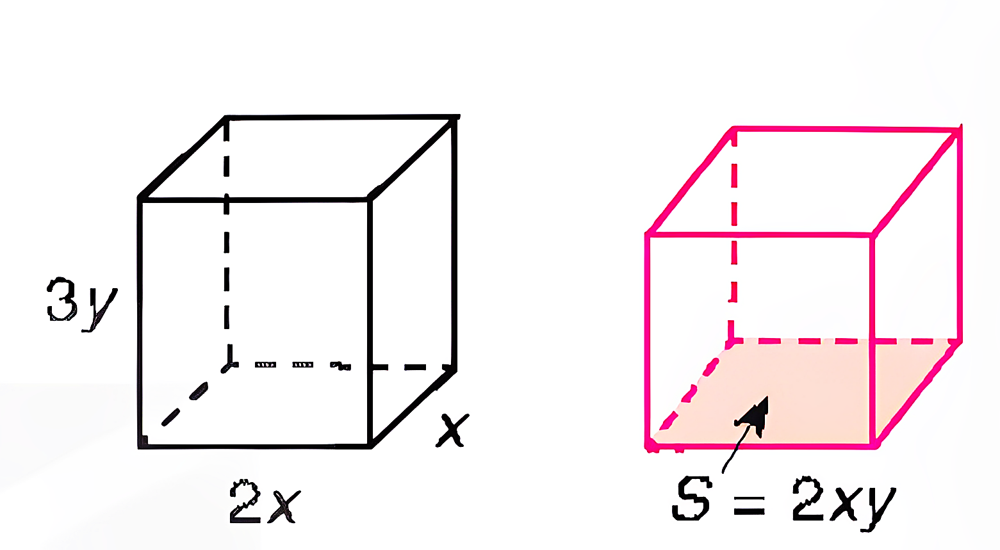 3y
x
2x
S = 2xy